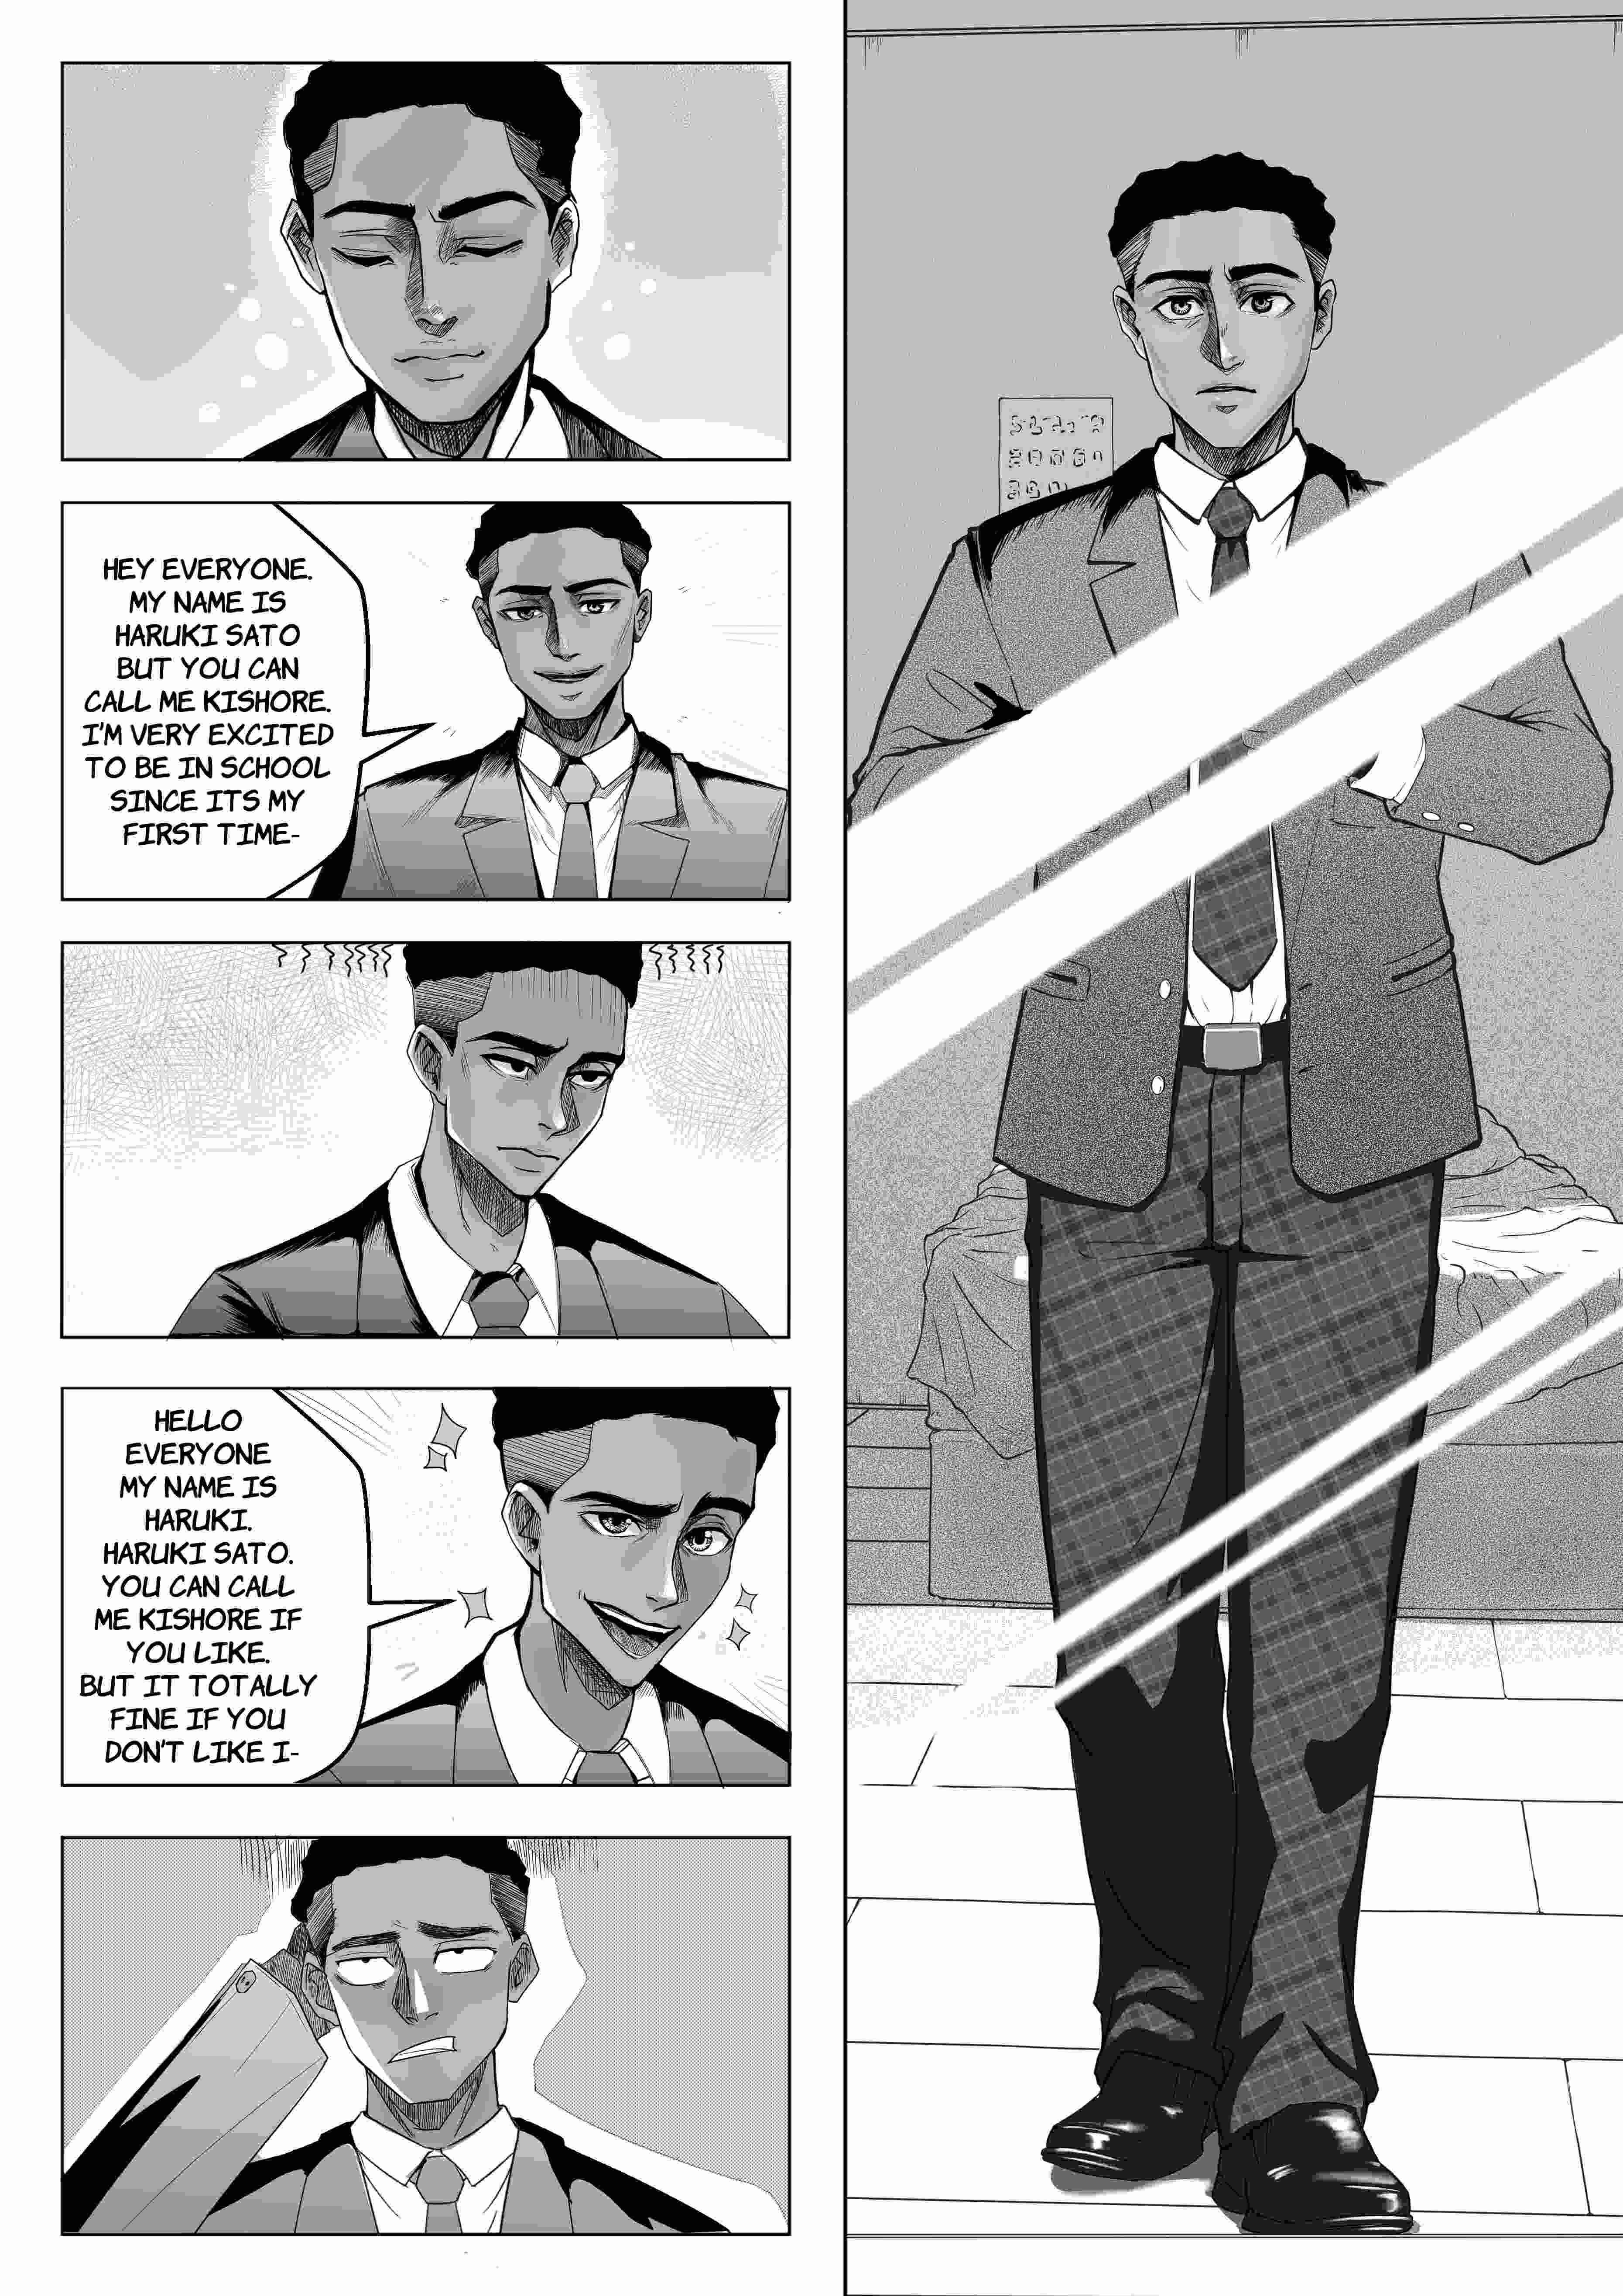 HEY EVERYONE.
MY NAME IS
HARUKI SATO
BUT YOU CAN
CALL ME KISHORE.
I'M VERY EXCITED
TO BE IN SCHOOL
SINCE ITS MY
FIRST TIME-
HELLO
EVERYONE
MY NAME IS
HARUKI.
HARUKI SATO.
YOU CAN CALL
ME KISHORE IF
YOU LIKE.
BUT IT TOTALLY
FINE IF YOU
DON'T LIKE I-